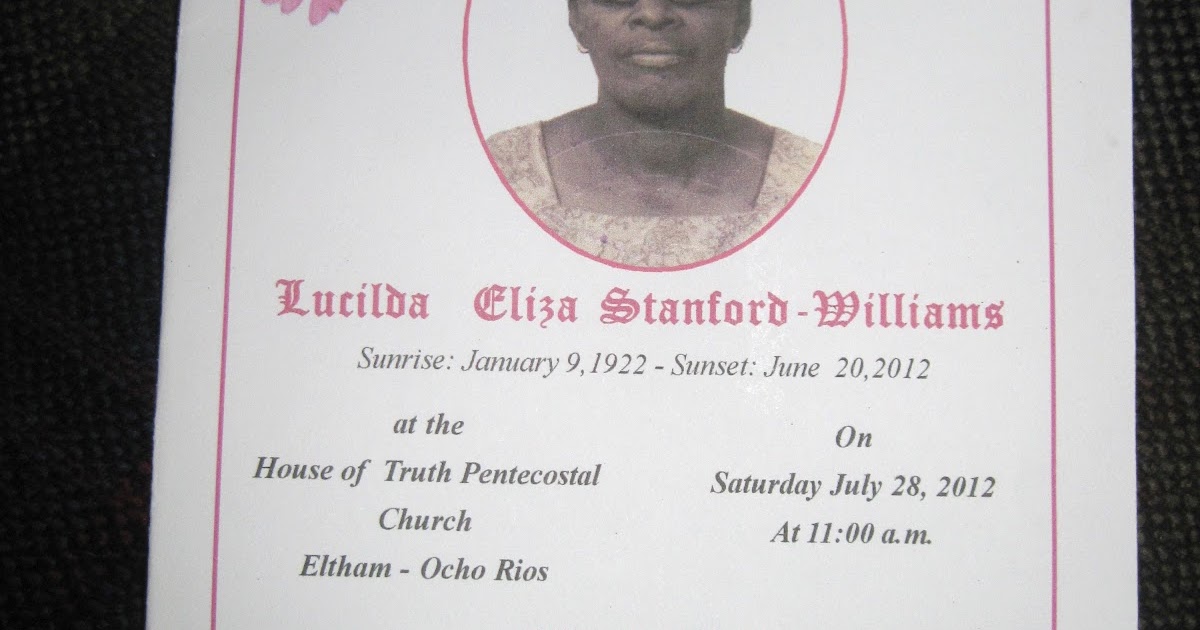 Lucilda Eliza Stanford-Williams
Sunrise: January 9,1922 - Sunset: June 20,2012
at the
House of Truth Pentecostal
Church
Eltham - Ocho Rios
On
Saturday July 28, 2012
At 11:00 a.m.